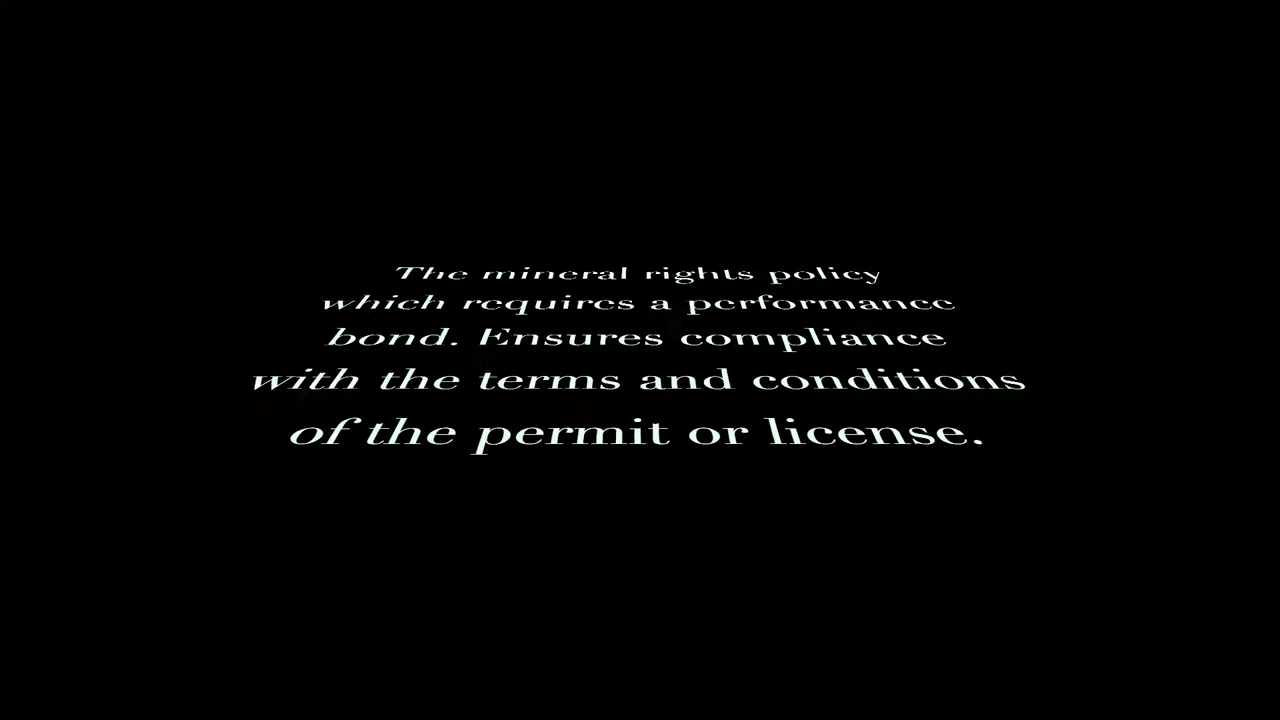 The mineral rights policy
which requires a performance
bond. Ensures compliance
with the terms and conditions
of the permit or license.